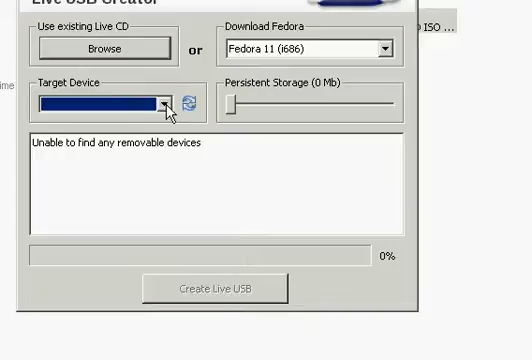 Live USB Creator
Use existing Live CD
Download Fedora
Browse
or
Fedora 11 (i686)
ISO ...
Target Device
Persistent Storage (0 Mb)
ime
Unable to find any removable devices
0%
Create Live USB